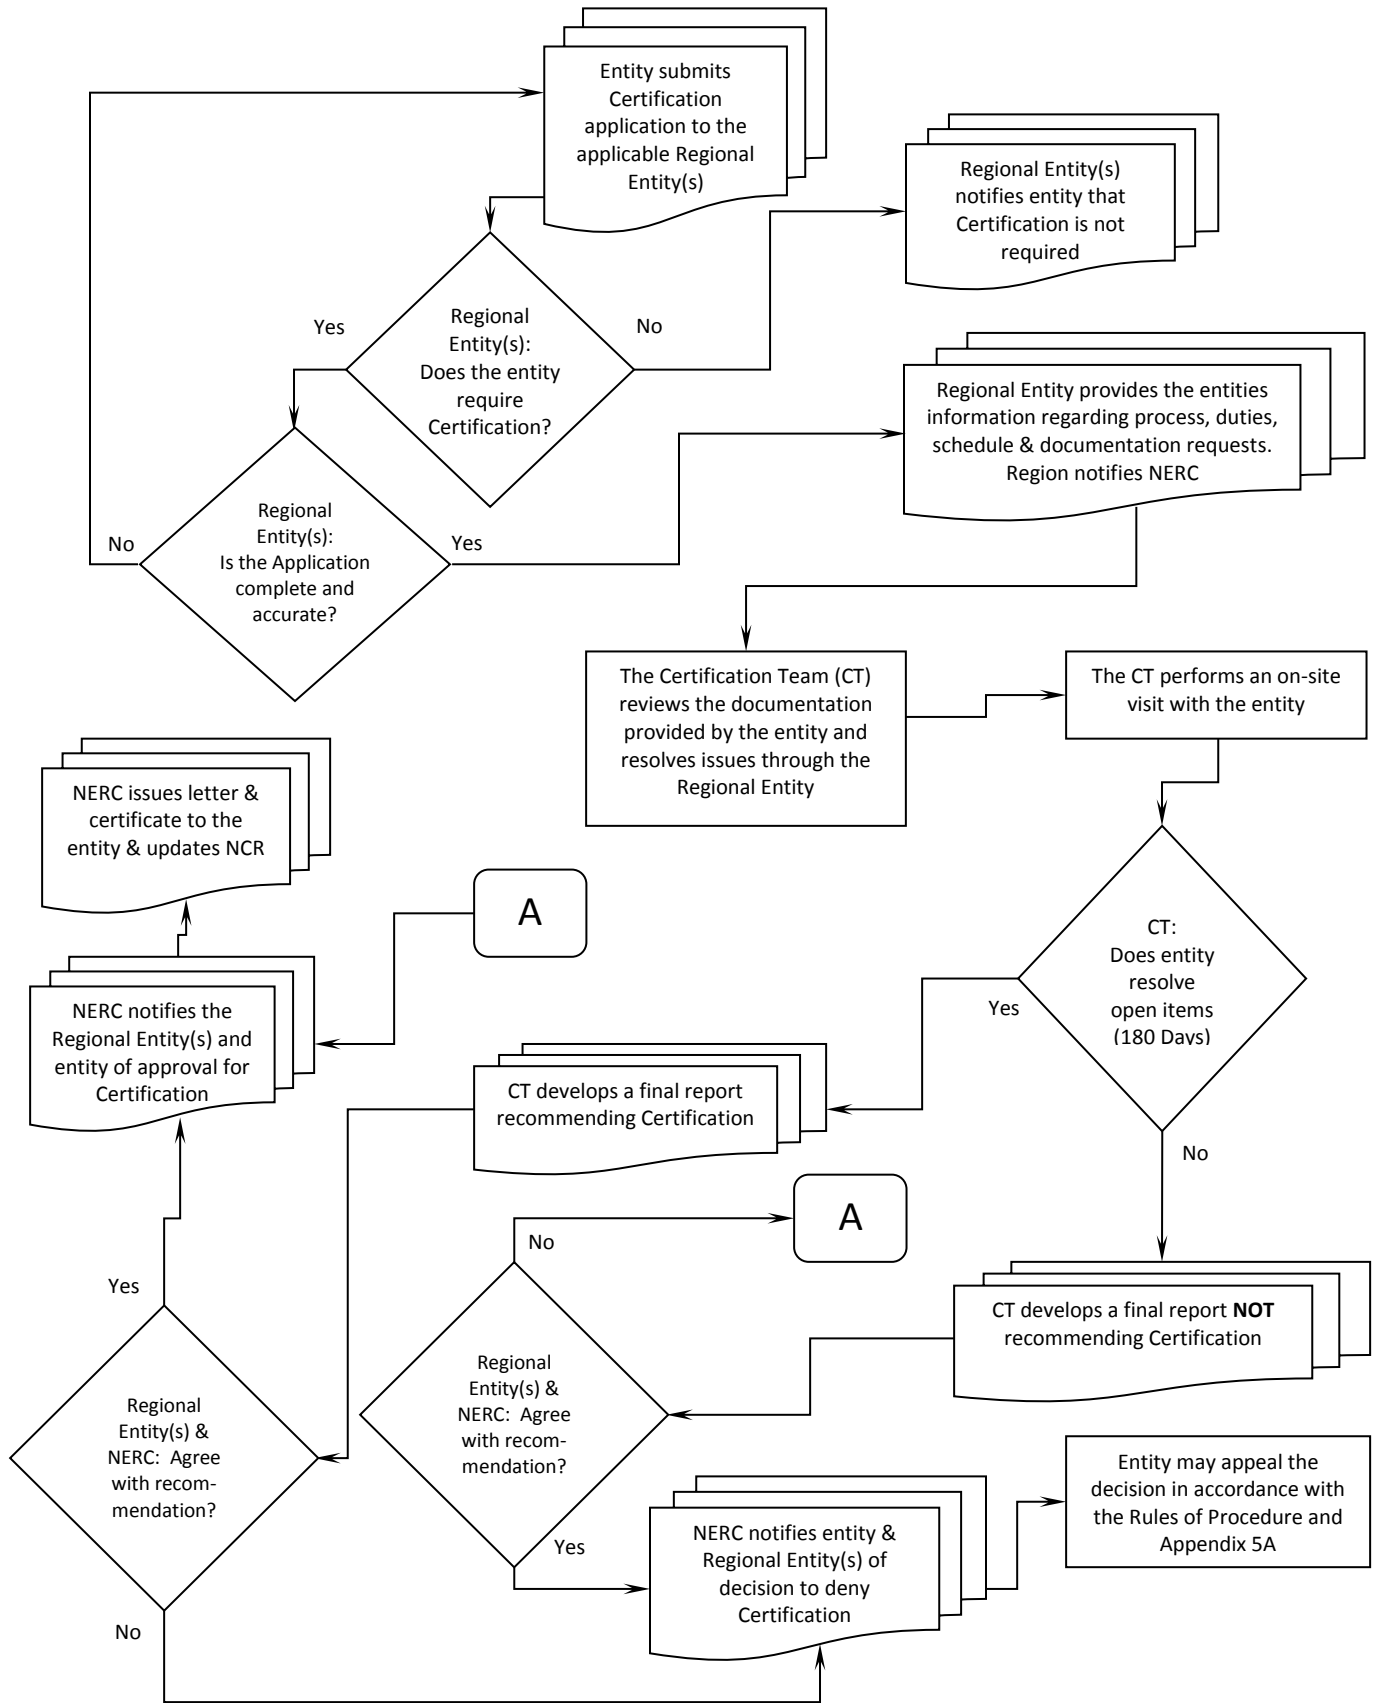 Entity submits
Certification
application to the
applicable Regional
Entity(s)
Regional Entity(s)
notifies entity that
Certification is not
required
Yes
Regional
Entity(s):
Does the entity
require
Certification?
No
Regional Entity provides the entities
information regarding process, duties,
schedule & documentation requests.
Region notifies NERC
No
Regional
Entity(s):
Is the Application
complete and
accurate?
Yes
The Certification Team (CT)
reviews the documentation
provided by the entity and
resolves issues through the
Regional Entity
The CT performs an on-site
visit with the entity
NERC issues letter &
certificate to the
entity & updates NCR
A
CT:
Does entity
resolve
open items
(180 Days)
Yes
No
NERC notifies the
Regional Entity(s) and
entity of approval for
Certification
CT develops a final report
recommending Certification
A
No
Yes
CT develops a final report NOT
recommending Certification
Regional
Entity(s) &
NERC:  Agree
with recom-
mendation?
Regional
Entity(s) &
NERC:  Agree
with recom-
mendation?
Yes
No
NERC notifies entity &
Regional Entity(s) of
decision to deny
Certification
Entity may appeal the
decision in accordance with
the Rules of Procedure and
Appendix 5A